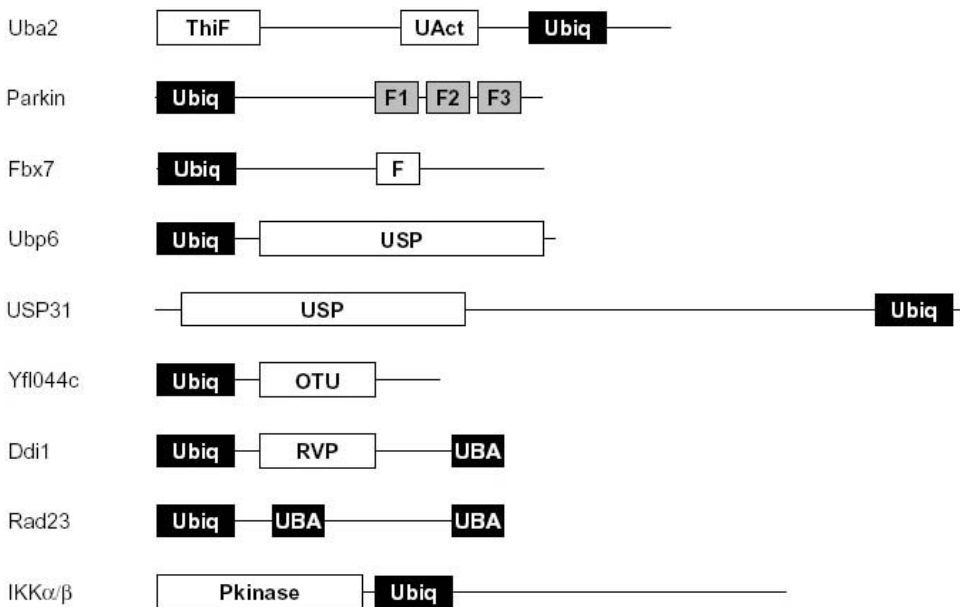 Uba2 ThiF UAct Ubiq
Parkin Ubiq F1 F2 F3
Fbx7 Ubiq F
Ubp6 Ubiq USP
USP31 USP Ubiq
Yfl044c Ubiq OTU
Ddi1 Ubiq RVP UBA
Rad23 Ubiq UBA UBA
IKKα/β Pkinase Ubiq